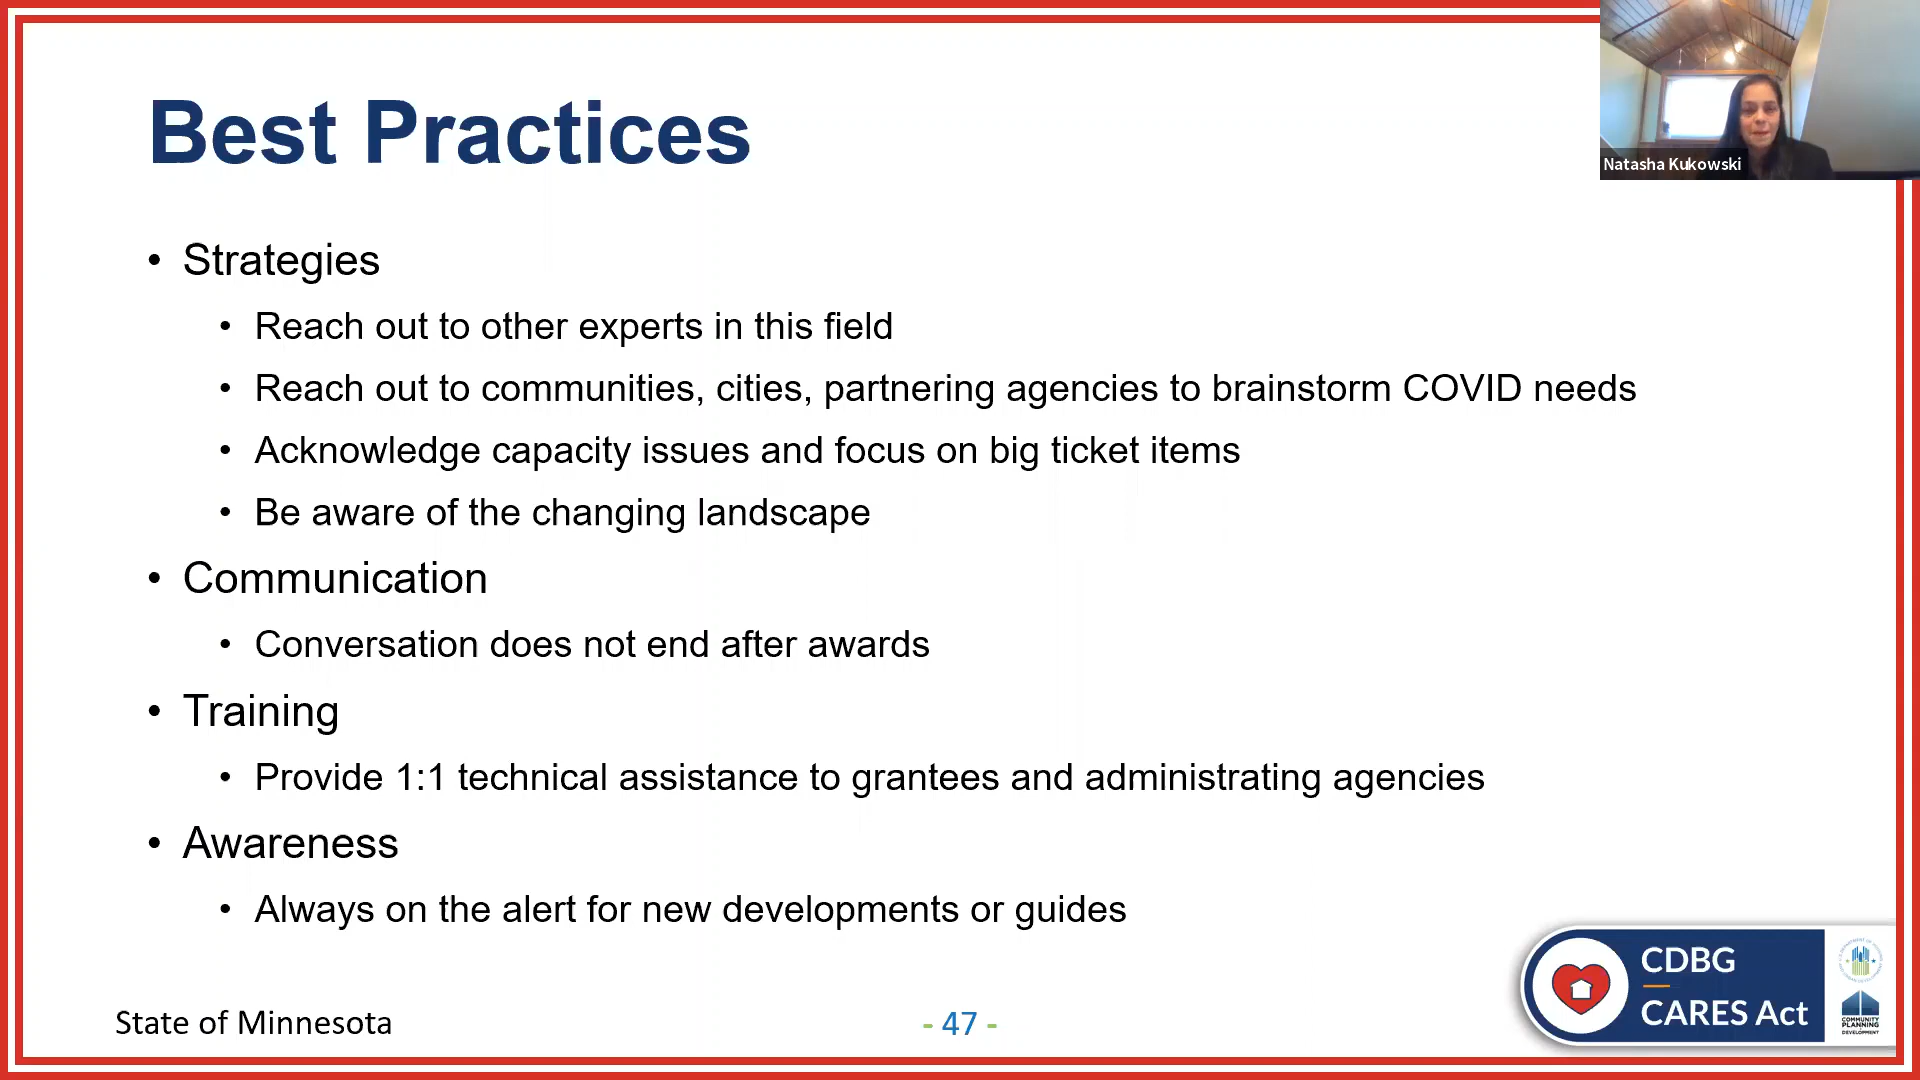 Best Practices
Natasha Kukowski
• Strategies
• Reach out to other experts in this field
• Reach out to communities, cities, partnering agencies to brainstorm COVID needs
• Acknowledge capacity issues and focus on big ticket items
• Be aware of the changing landscape
• Communication
• Conversation does not end after awards
• Training
• Provide 1:1 technical assistance to grantees and administrating agencies
• Awareness
• Always on the alert for new developments or guides
State of Minnesota
- 47 -
CDBG
CARES Act
COMMUNITY
PLANNING
DEVELOPMENT